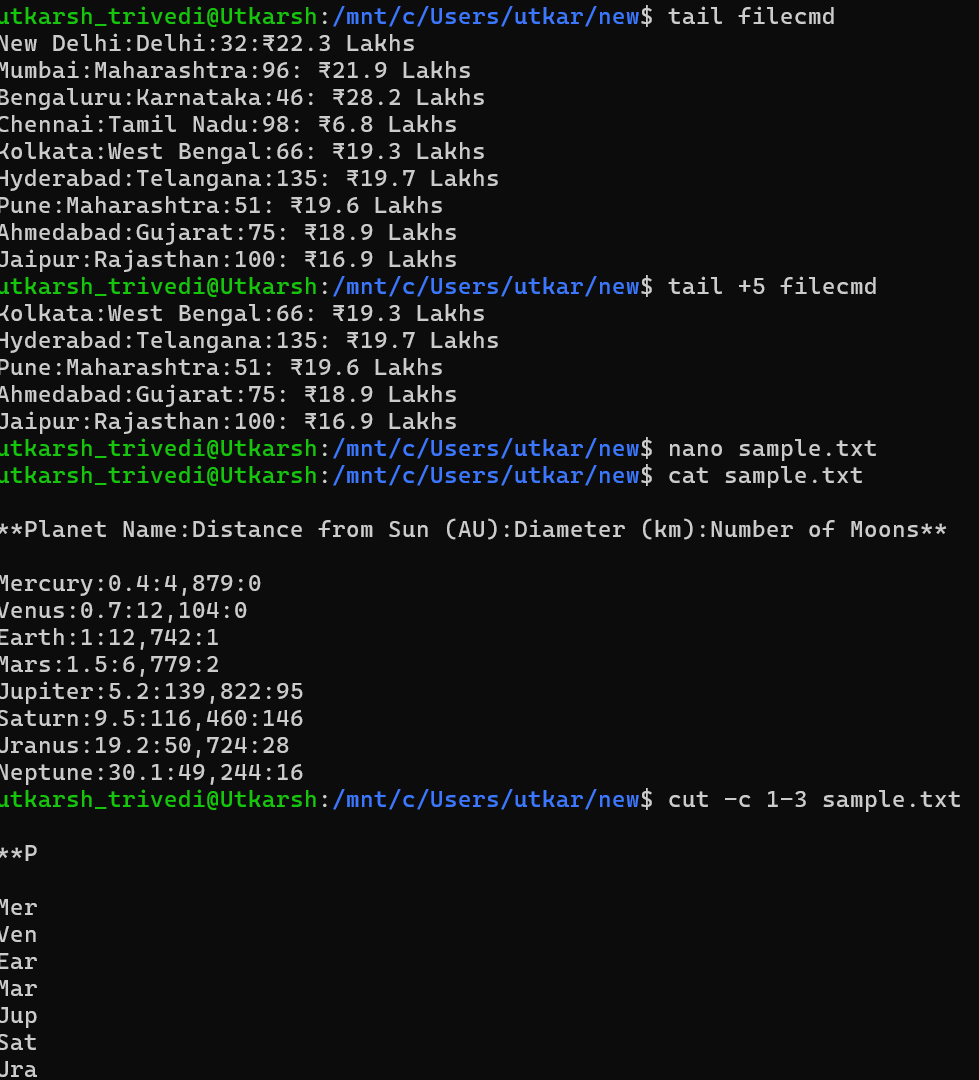 utkarsh_trivedi@Utkarsh:/mnt/c/Users/utkar/new$ tail filecmd
New Delhi:Delhi:32:₹22.3 Lakhs
Mumbai:Maharashtra:96: ₹21.9 Lakhs
Bengaluru:Karnataka:46: ₹28.2 Lakhs
Chennai:Tamil Nadu:98: ₹6.8 Lakhs
Kolkata:West Bengal:66: ₹19.3 Lakhs
Hyderabad:Telangana:135: ₹19.7 Lakhs
Pune:Maharashtra:51: ₹19.6 Lakhs
Ahmedabad:Gujarat:75: ₹18.9 Lakhs
Jaipur:Rajasthan:100: ₹16.9 Lakhs
utkarsh_trivedi@Utkarsh:/mnt/c/Users/utkar/new$ tail +5 filecmd
Kolkata:West Bengal:66: ₹19.3 Lakhs
Hyderabad:Telangana:135: ₹19.7 Lakhs
Pune:Maharashtra:51: ₹19.6 Lakhs
Ahmedabad:Gujarat:75: ₹18.9 Lakhs
Jaipur:Rajasthan:100: ₹16.9 Lakhs
utkarsh_trivedi@Utkarsh:/mnt/c/Users/utkar/new$ nano sample.txt
utkarsh_trivedi@Utkarsh:/mnt/c/Users/utkar/new$ cat sample.txt
**Planet Name:Distance from Sun (AU):Diameter (km):Number of Moons**
Mercury:0.4:4,879:0
Venus:0.7:12,104:0
Earth:1:12,742:1
Mars:1.5:6,779:2
Jupiter:5.2:139,822:95
Saturn:9.5:116,460:146
Uranus:19.2:50,724:28
Neptune:30.1:49,244:16
utkarsh_trivedi@Utkarsh:/mnt/c/Users/utkar/new$ cut -c 1-3 sample.txt
**P
Mer
Ven
Ear
Mar
Jup
Sat
Ura